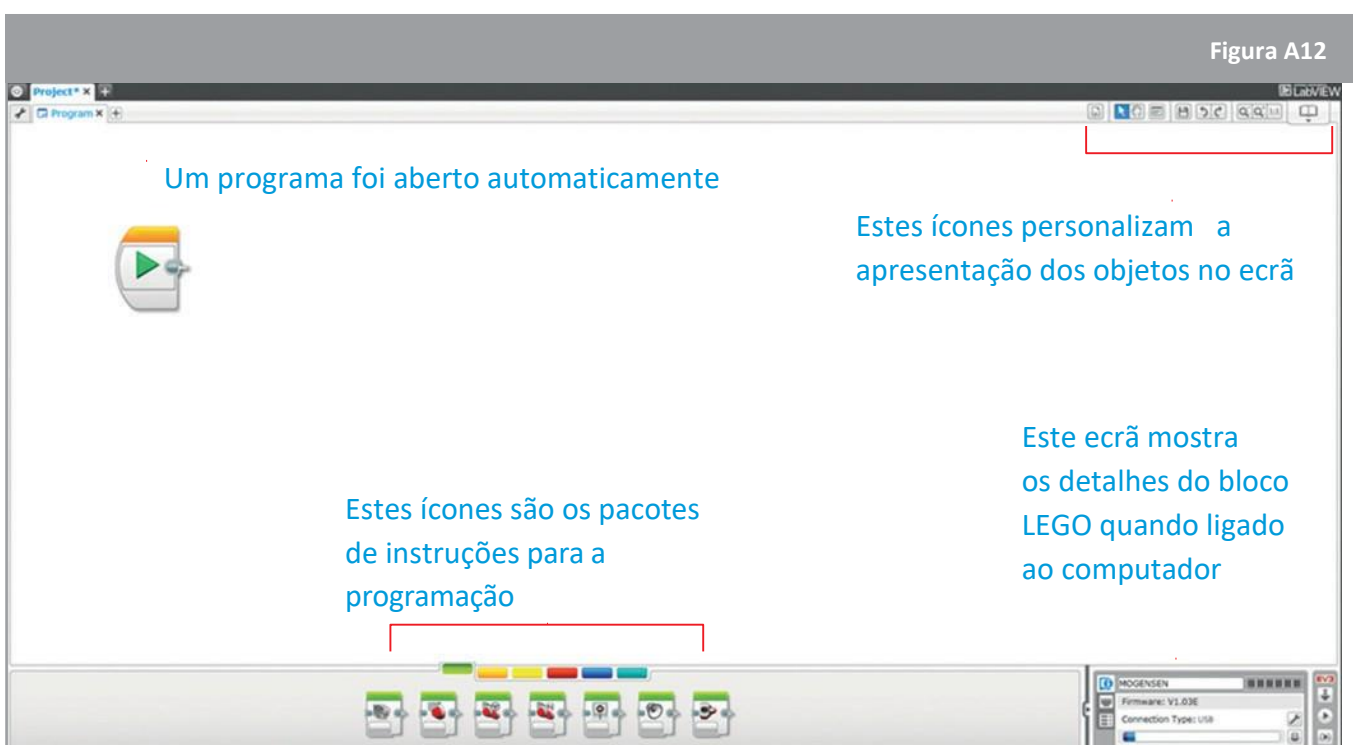 Figura A12
Project* X +
LabVIEW
Program X +
1:1
Um programa foi aberto automaticamente
Estes ícones personalizam a
apresentação dos objetos no ecrã
Este ecrã mostra
os detalhes do bloco
LEGO quando ligado
ao computador
Estes ícones são os pacotes
de instruções para a
programação
MOGENSEN
EV3
Firmware: V1.03E
Connection Type: USB